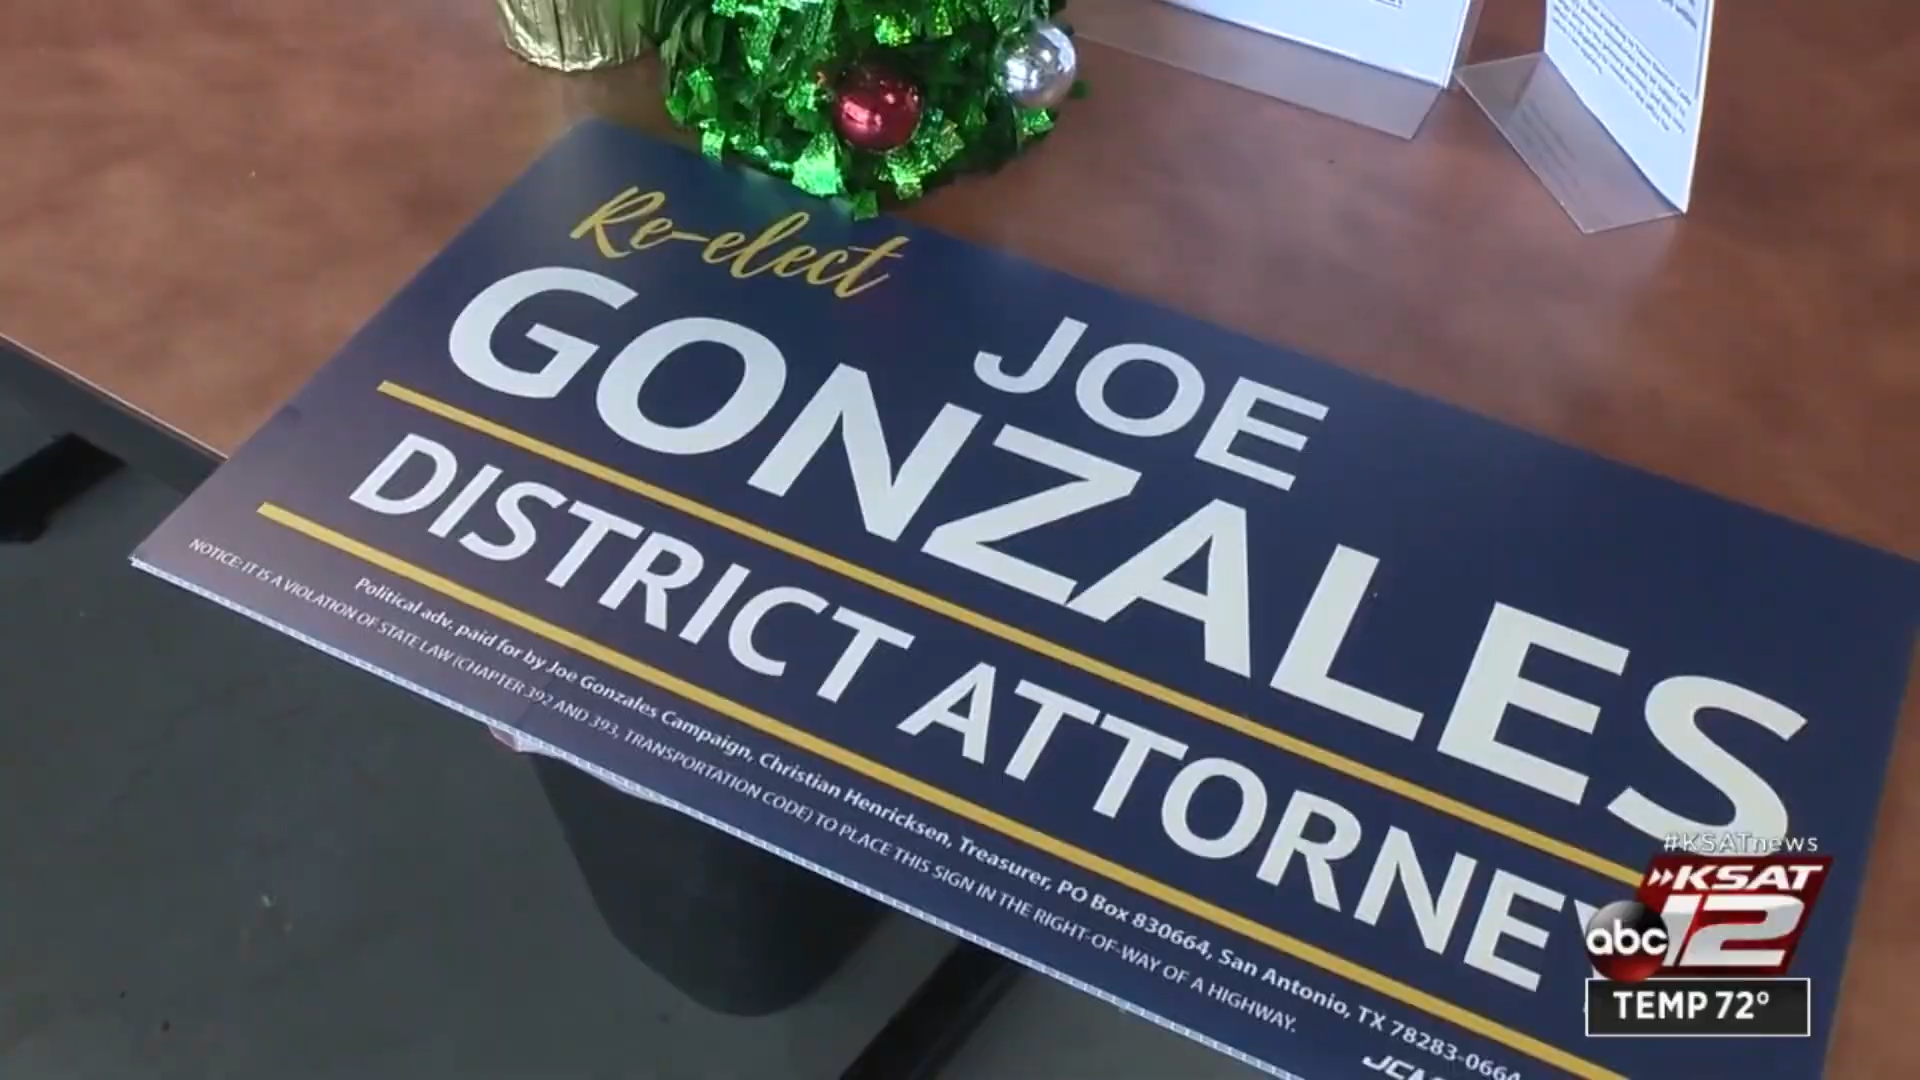 Re-elect
JOE
GONZALES
DISTRICT ATTORNEY
Political adv. paid for by Joe Gonzales Campaign, Christian Henricksen, Treasurer, PO Box 830664, San Antonio, TX 78283-0664
NOTICE: IT IS A VIOLATION OF STATE LAW (CHAPTER 392 AND 393, TRANSPORTATION CODE) TO PLACE THIS SIGN IN THE RIGHT-OF-WAY OF A HIGHWAY.
#KSATnews
KSAT
abc 12
TEMP 72°